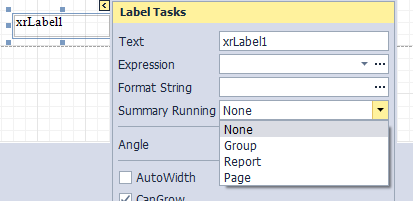 xrLabel1
Label Tasks
Text xrLabel1
Expression
Format String
Summary Running None
None
Group
Report
Page
Angle
AutoWidth
CanGrow